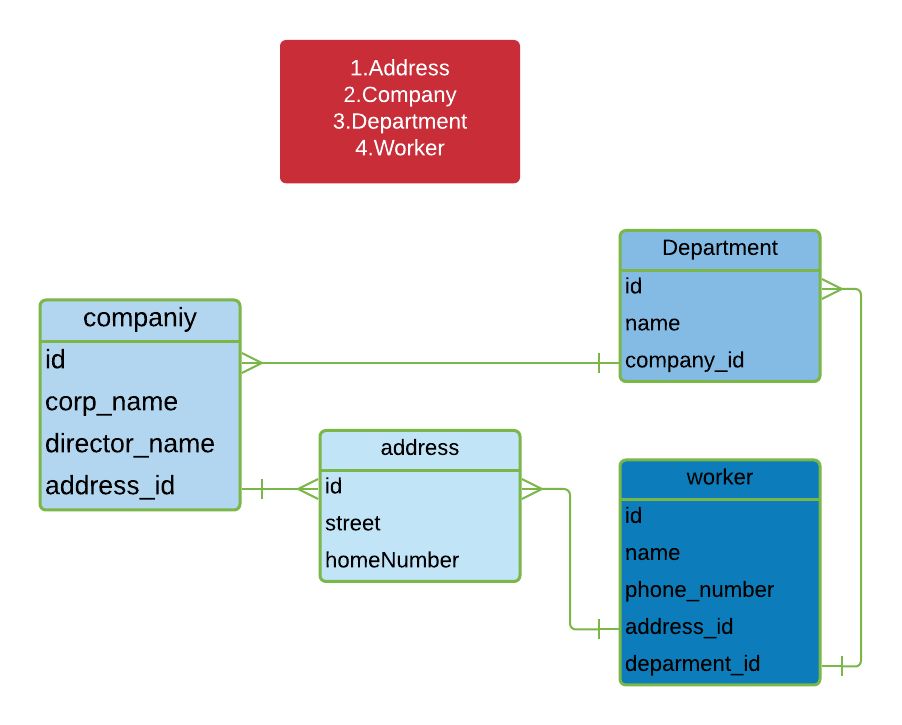 1.Address
2.Company
3.Department
4.Worker
Department
id
name
company_id
companiy
id
corp_name
director_name
address_id
address
id
street
homeNumber
worker
id
name
phone_number
address_id
deparment_id